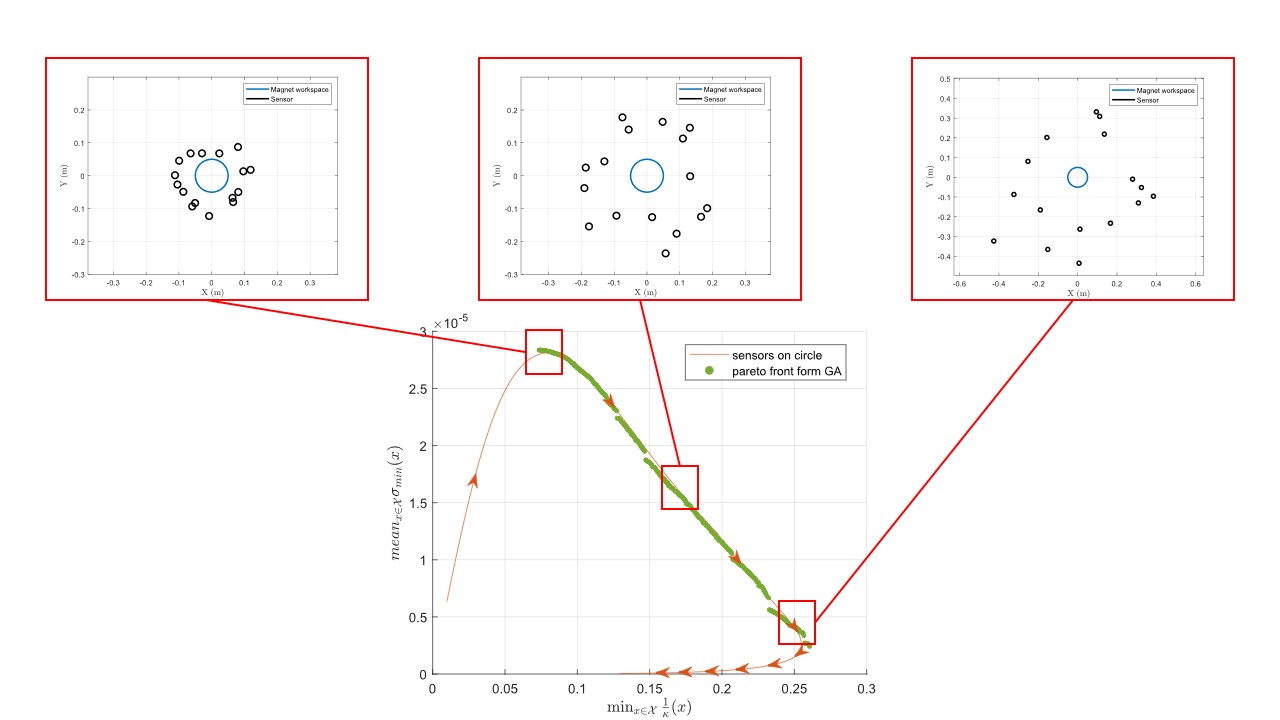 Magnet workspace
Sensor
0.2
0.1
0
-0.1
-0.2
-0.3
Y (m)
-0.3 -0.2 -0.1 0 0.1 0.2 0.3
X (m)
Magnet workspace
Sensor
0.2
0.1
0
-0.1
-0.2
-0.3
Y (m)
-0.3 -0.2 -0.1 0 0.1 0.2 0.3
X (m)
Magnet workspace
Sensor
0.5
0.4
0.3
0.2
0.1
0
-0.1
-0.2
-0.3
-0.4
Y (m)
-0.6 -0.4 -0.2 0 0.2 0.4 0.6
X (m)
×10⁻⁵
3
2.5
2
1.5
1
0.5
0
mean_{x∈𝒳}σ_{min}(x)
sensors on circle
pareto front form GA
0 0.05 0.1 0.15 0.2 0.25 0.3
min_{x∈𝒳} 1/κ (x)